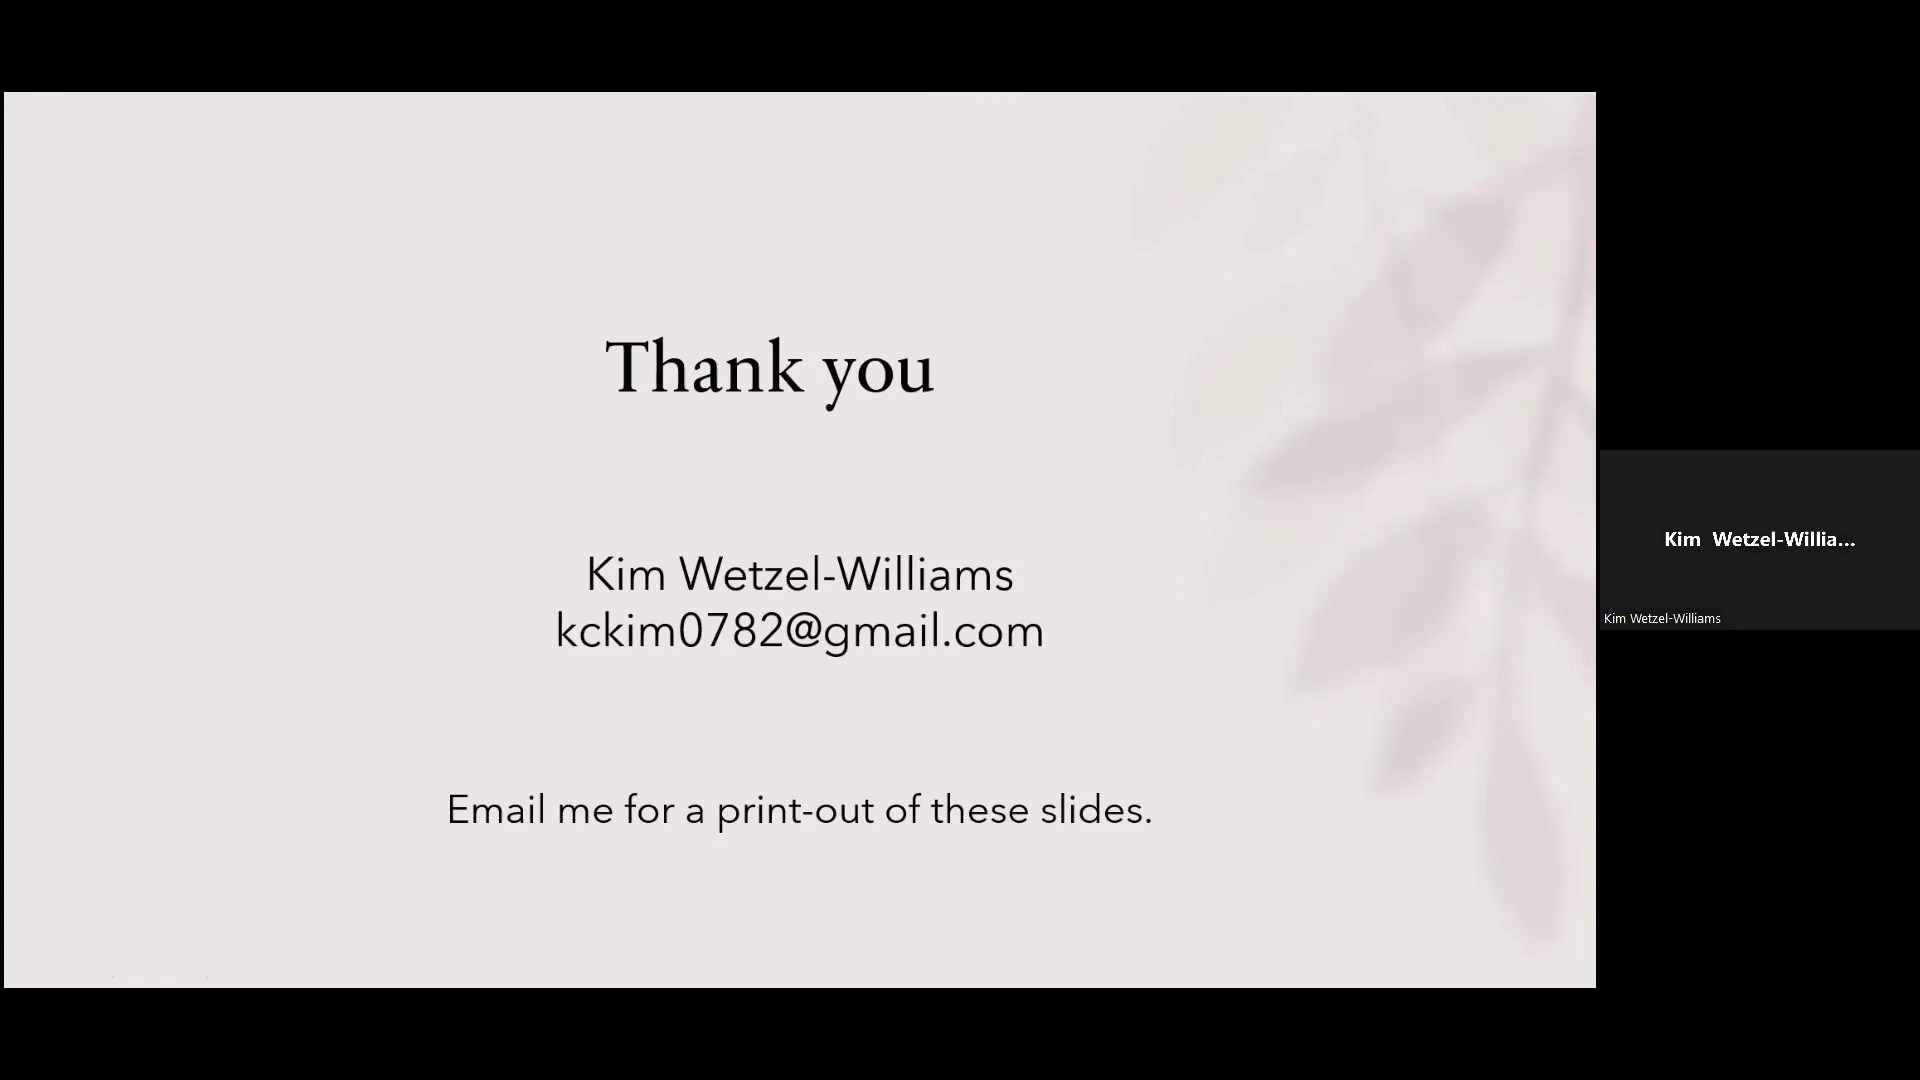 Thank you
Kim Wetzel-Williams
kckim0782@gmail.com
Email me for a print-out of these slides.
Kim Wetzel-Willia...
Kim Wetzel-Williams